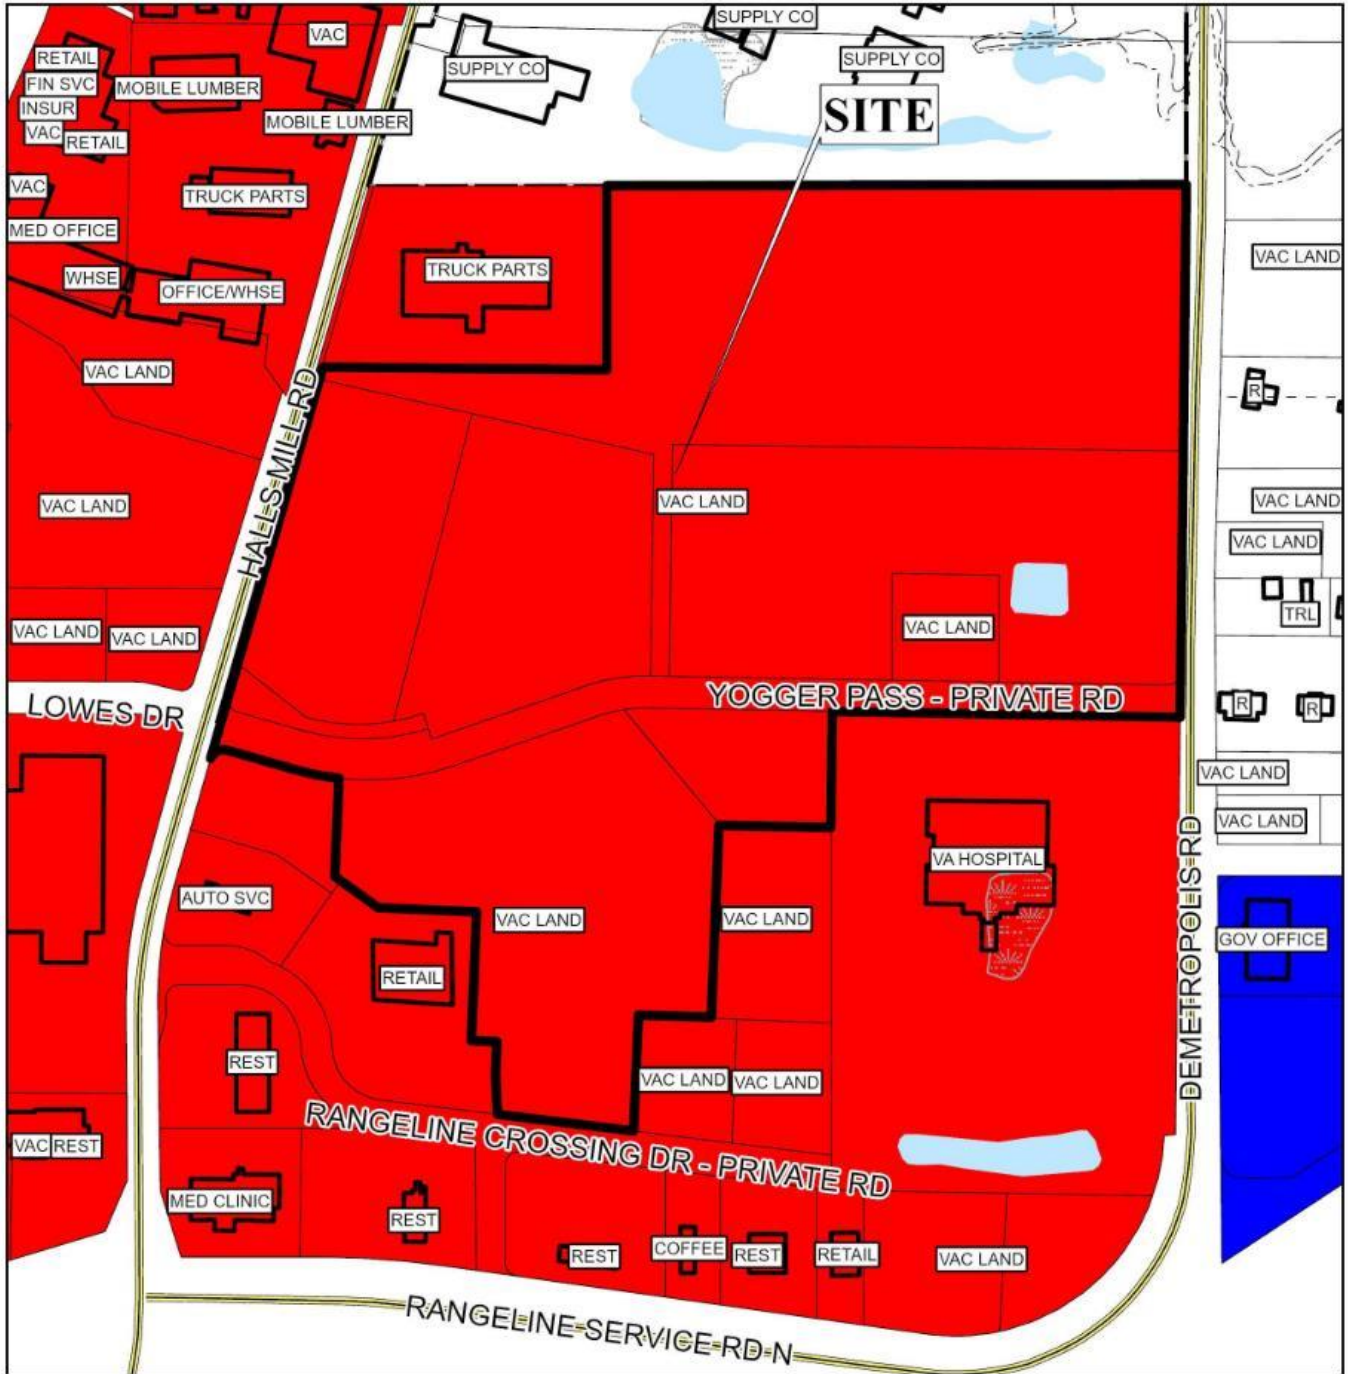 SUPPLY CO
VAC
RETAIL
SUPPLY CO
SUPPLY CO
FIN SVC
MOBILE LUMBER
INSUR
SITE
MOBILE LUMBER
VAC
RETAIL
VAC
TRUCK PARTS
MED OFFICE
VAC LAND
TRUCK PARTS
WHSE
OFFICE/WHSE
VAC LAND
R
HALLS MILL RD
VAC LAND
VAC LAND
VAC LAND
VAC LAND
TRL
VAC LAND
VAC LAND
VAC LAND
YOGGER PASS - PRIVATE RD
R
R
LOWES DR
VAC LAND
VAC LAND
VA HOSPITAL
AUTO SVC
VAC LAND
VAC LAND
GOV OFFICE
DEMETROPOLIS RD
RETAIL
REST
VAC LAND
VAC LAND
RANGELINE CROSSING DR - PRIVATE RD
VAC
REST
MED CLINIC
REST
REST
COFFEE
REST
RETAIL
VAC LAND
RANGELINE SERVICE RD N